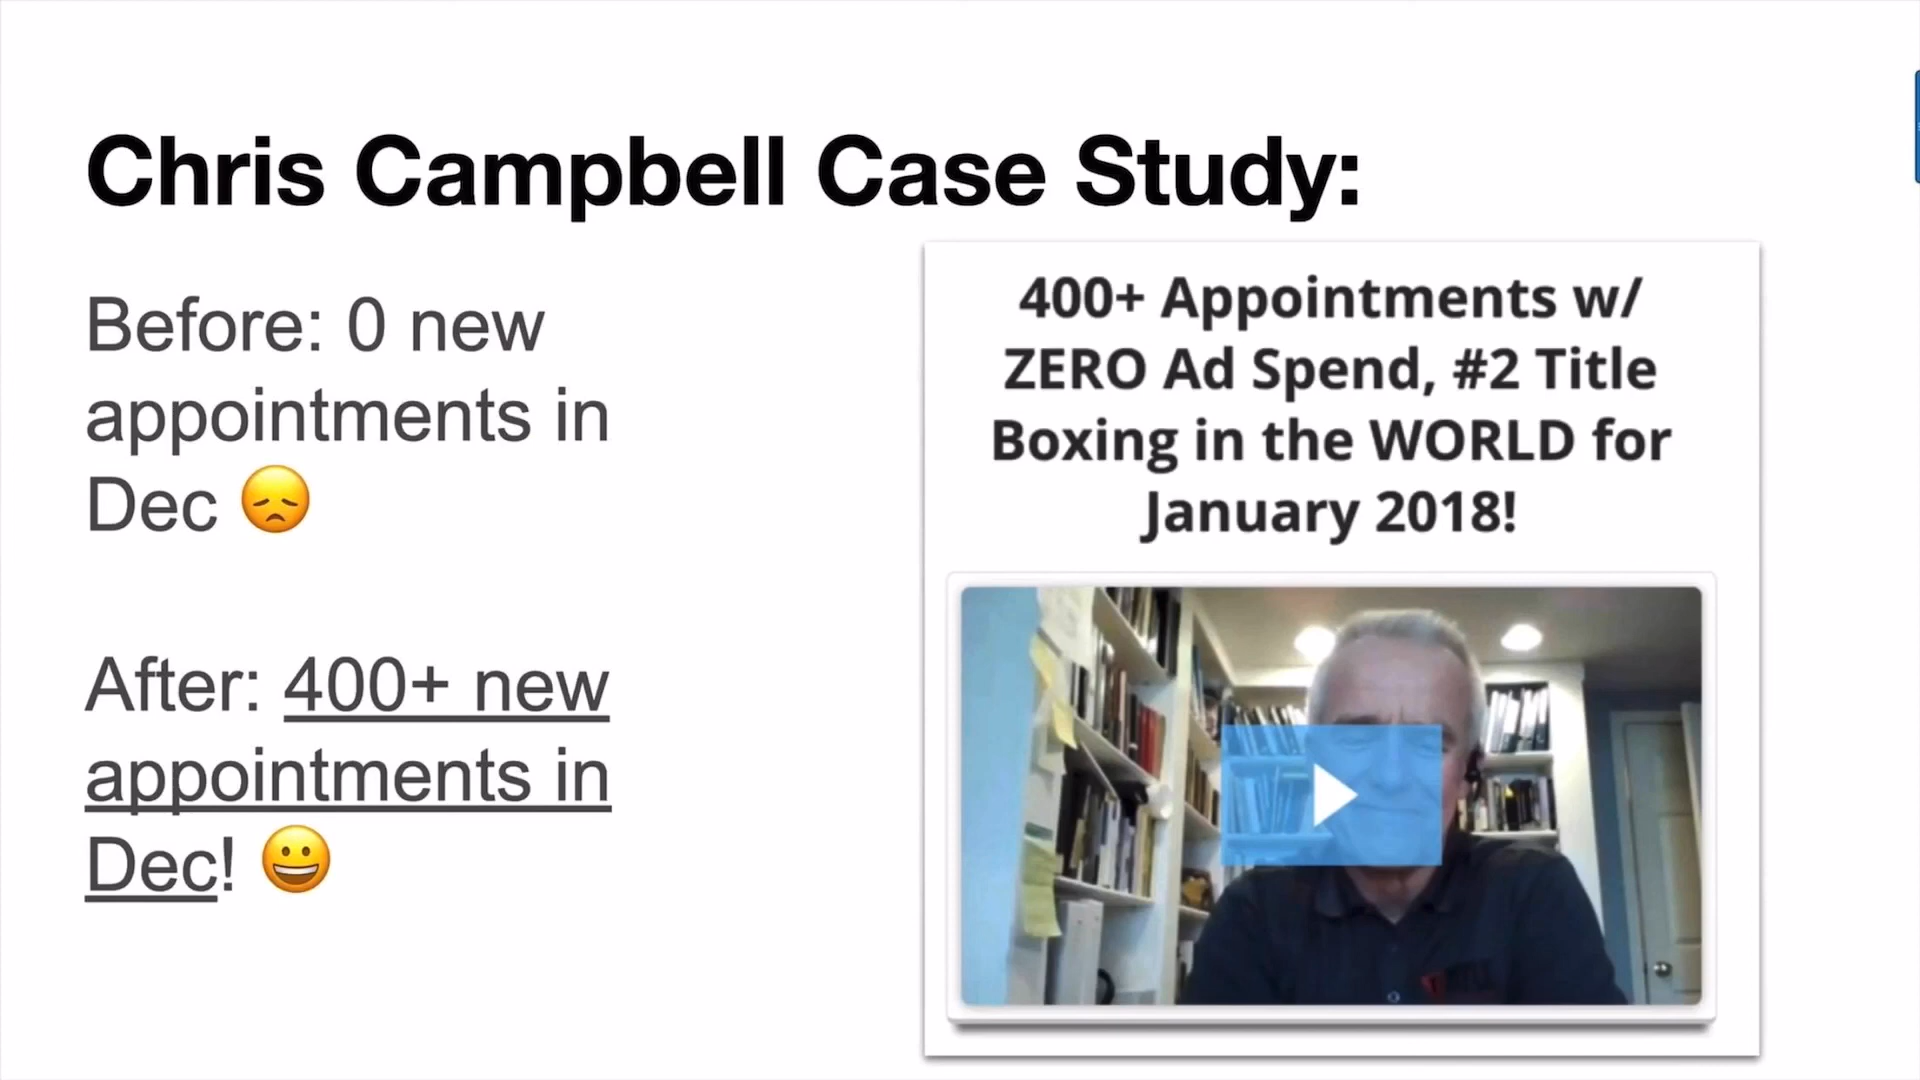 Chris Campbell Case Study:
Before: 0 new
appointments in
Dec 😞
After: 400+ new
appointments in
Dec! 😀
400+ Appointments w/
ZERO Ad Spend, #2 Title
Boxing in the WORLD for
January 2018!